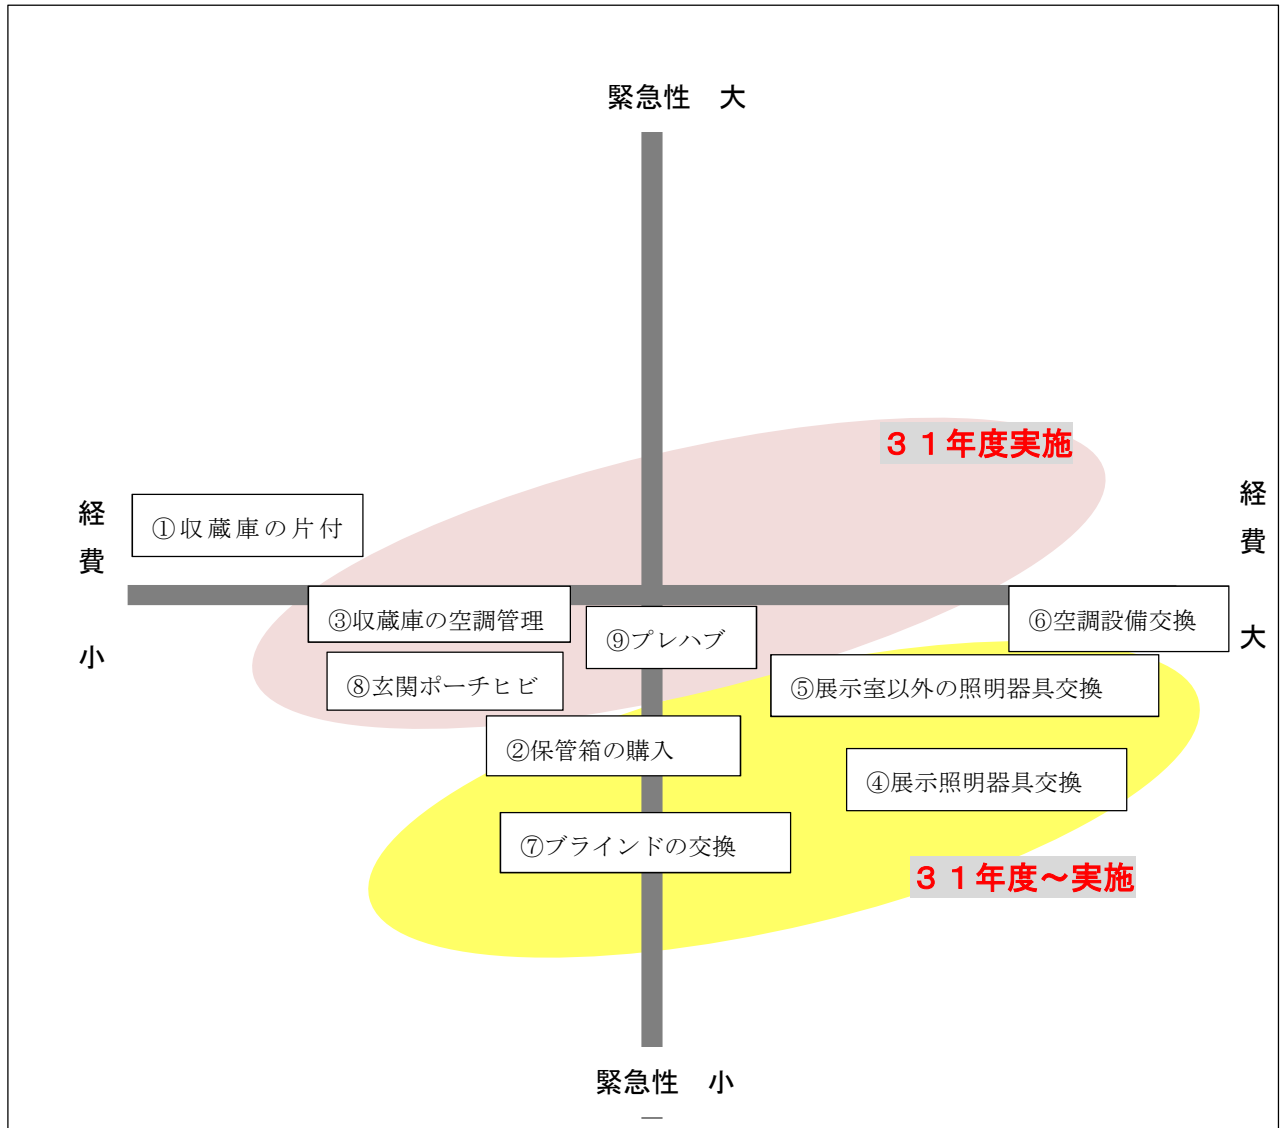 緊急性　大
３１年度実施
経費　小
①収蔵庫の片付
経費　大
③収蔵庫の空調管理
⑨プレハブ
⑥空調設備交換
⑧玄関ポーチヒビ
⑤展示室以外の照明器具交換
②保管箱の購入
④展示照明器具交換
⑦ブラインドの交換
３１年度～実施
緊急性　小